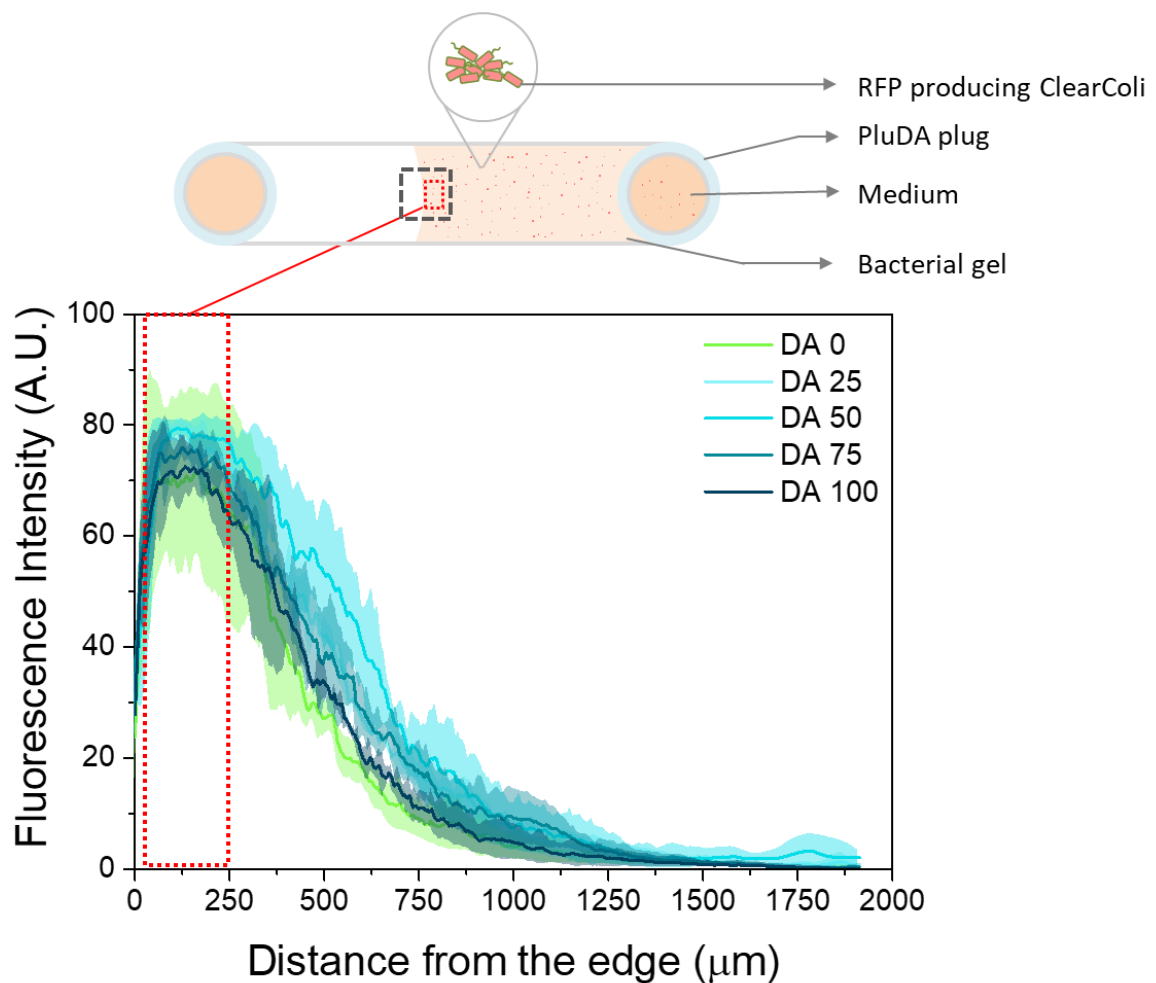 RFP producing ClearColi
PluDA plug
Medium
Bacterial gel
Fluorescence Intensity (A.U.)
100
80
60
40
20
0
DA 0
DA 25
DA 50
DA 75
DA 100
0 250 500 750 1000 1250 1500 1750 2000
Distance from the edge (μm)